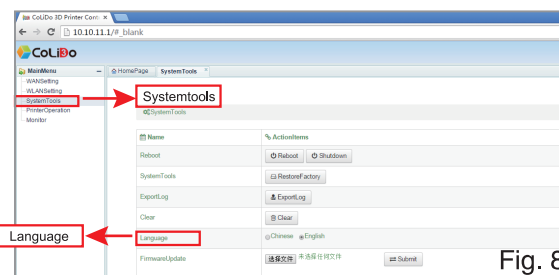 CoLiDo 3D Printer Cont
10.10.11.1/#_blank
CoLiDo
MainMenu
HomePage SystemTools
WANSetting
WLANSetting
SystemTools
PrinterOperation
Monitor
Systemtools
SystemTools
Name ActionItems
Reboot Reboot Shutdown
SystemTools RestoreFactory
ExportLog ExportLog
Clear Clear
Language
Language Chinese English
FirmwareUpdate 选择文件 未选择任何文件 Submit
Fig. 8